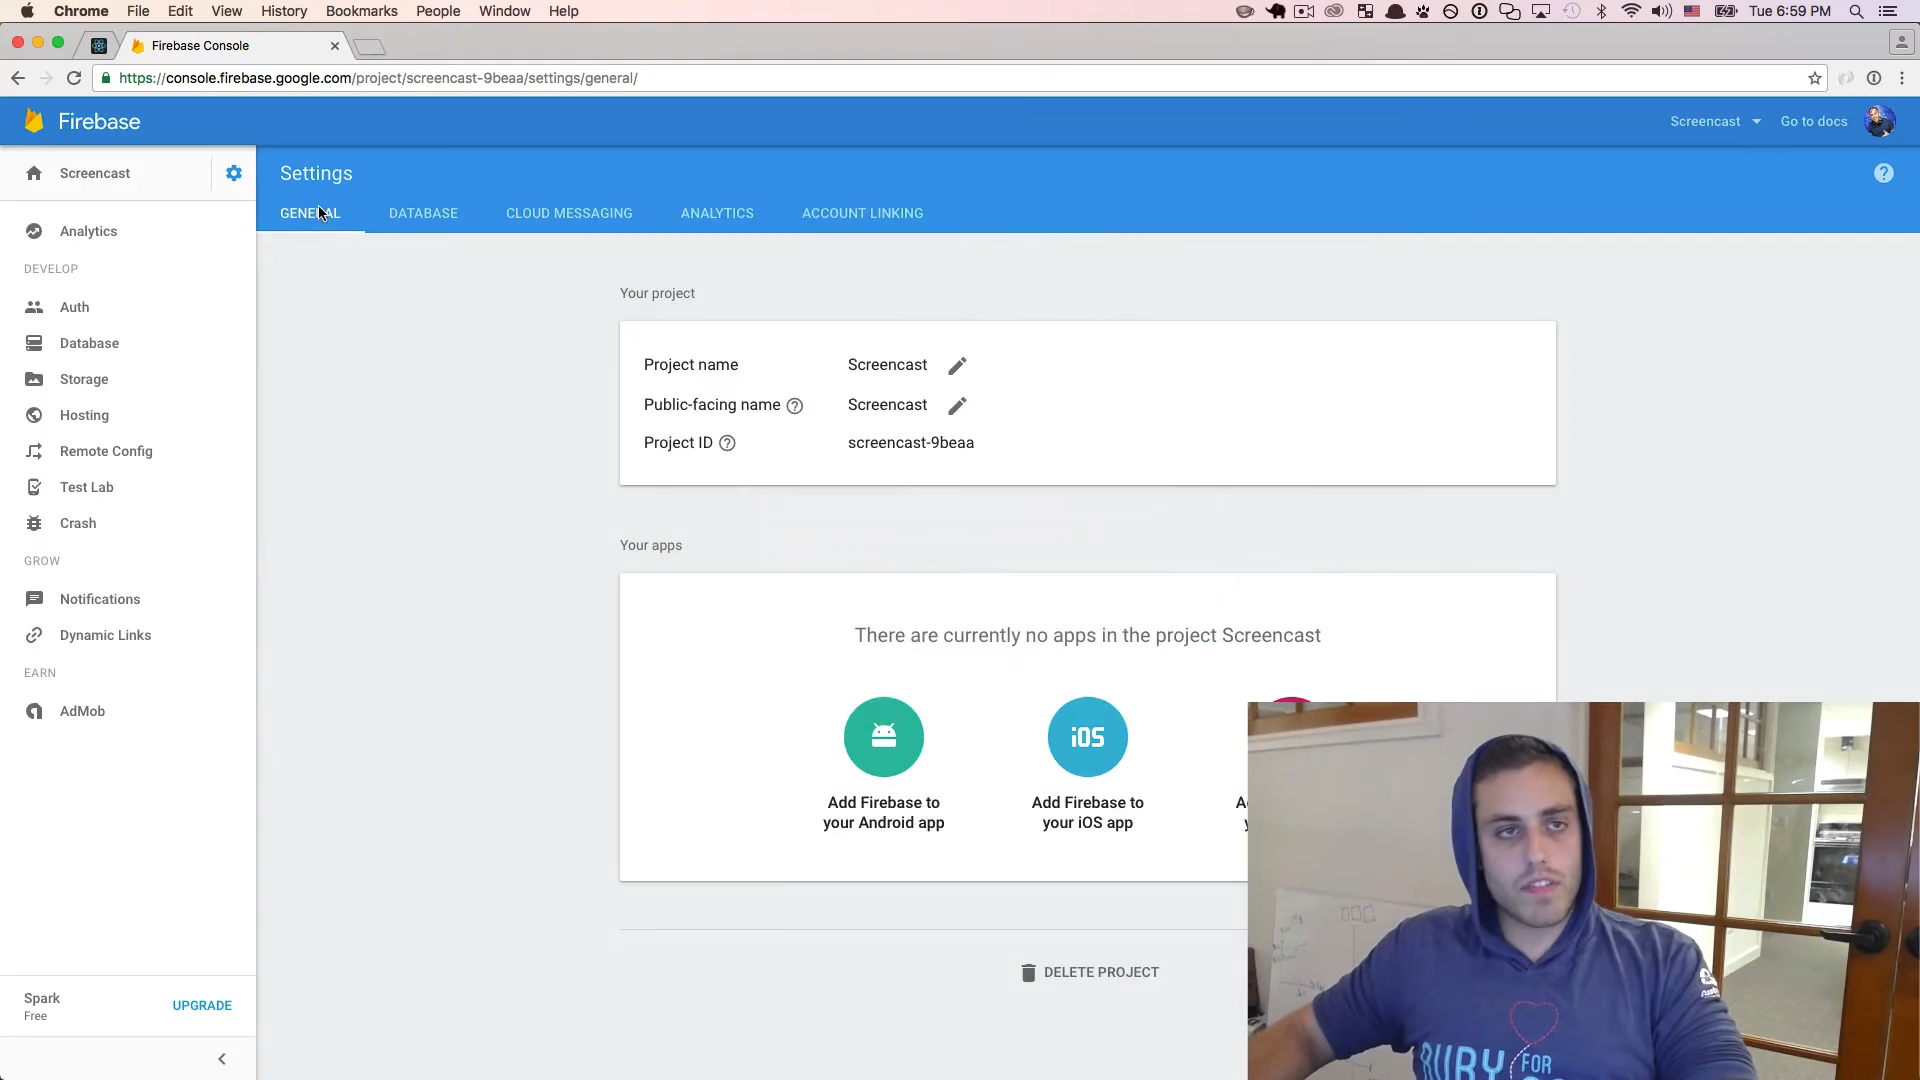 Chrome File Edit View History Bookmarks People Window Help
Tue 6:59 PM
Firebase Console
https://console.firebase.google.com/project/screencast-9beaa/settings/general/
Firebase
Screencast
Go to docs
Screencast
Settings
GENERAL
DATABASE
CLOUD MESSAGING
ANALYTICS
ACCOUNT LINKING
Analytics
DEVELOP
Auth
Database
Storage
Hosting
Remote Config
Test Lab
Crash
GROW
Notifications
Dynamic Links
EARN
AdMob
Spark
Free
UPGRADE
Your project
Project name Screencast
Public-facing name Screencast
Project ID screencast-9beaa
Your apps
There are currently no apps in the project Screencast
iOS
Add Firebase to
your Android app
Add Firebase to
your iOS app
DELETE PROJECT
RUBY FOR